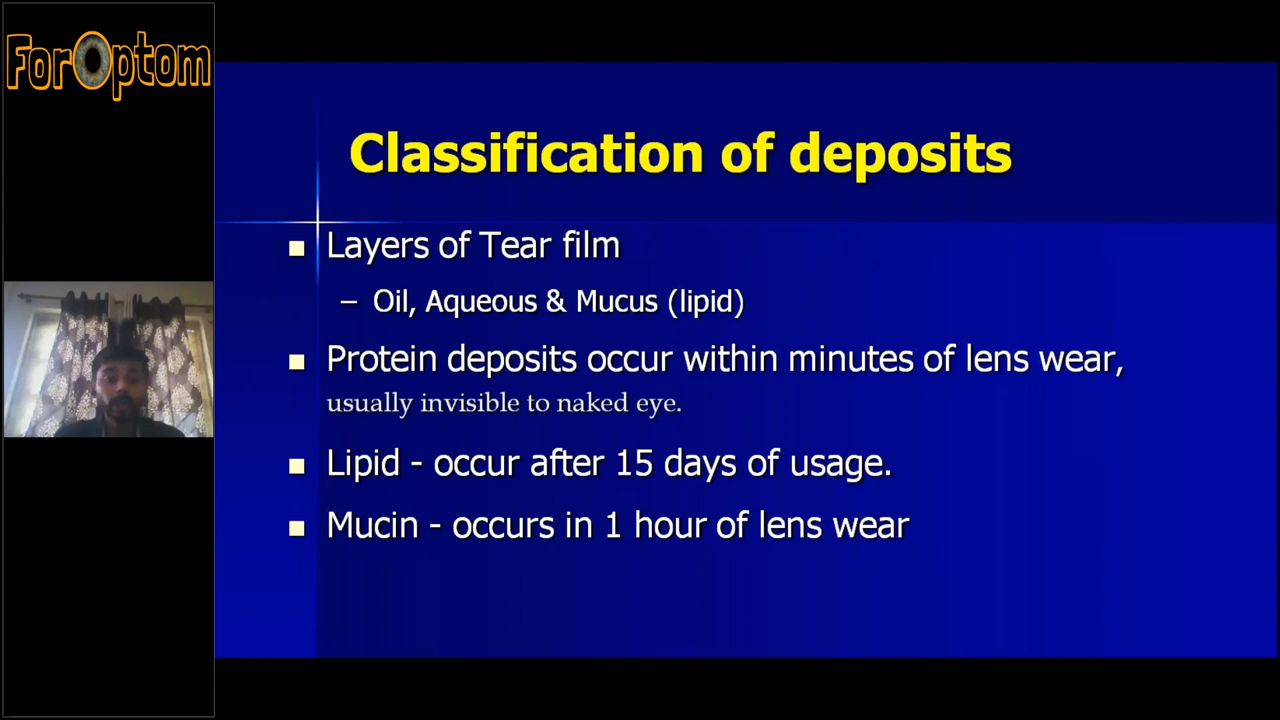 ForOptom
Classification of deposits
Layers of Tear film
– Oil, Aqueous & Mucus (lipid)
Protein deposits occur within minutes of lens wear,
usually invisible to naked eye.
Lipid - occur after 15 days of usage.
Mucin - occurs in 1 hour of lens wear